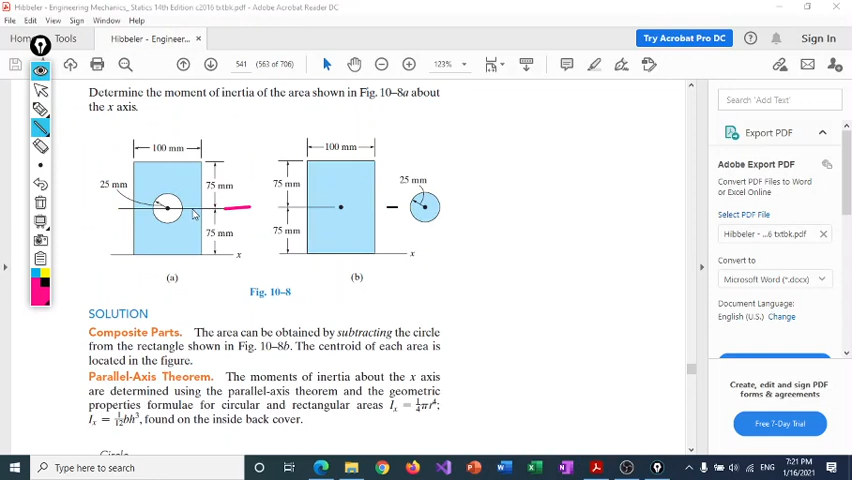 Hibbeler - Engineering Mechanics_ Statics 14th Edition c2016 txtbk.pdf - Adobe Acrobat Reader DC
File Edit View Sign Window Help
Tools
Hibbeler - Engineer...
Try Acrobat Pro DC
Sign In
541
(563 of 706)
123%
Determine the moment of inertia of the area shown in Fig. 10–8a about
the x axis.
100 mm
100 mm
25 mm
75 mm
75 mm
25 mm
75 mm
75 mm
x
x
(a)
(b)
Fig. 10–8
SOLUTION
Composite Parts. The area can be obtained by subtracting the circle
from the rectangle shown in Fig. 10–8b. The centroid of each area is
located in the figure.
Parallel-Axis Theorem. The moments of inertia about the x axis
are determined using the parallel-axis theorem and the geometric
properties formulae for circular and rectangular areas Iₓ = ¼πr⁴;
Iₓ = 1/12 bh³, found on the inside back cover.
Circle
Search 'Add Text'
Export PDF
Adobe Export PDF
Convert PDF Files to Word
or Excel Online
Select PDF File
Hibbeler - ...6 txtbk.pdf
Convert to
Microsoft Word (*.docx)
Document Language:
English (U.S.) Change
Create, edit and sign PDF
forms & agreements
Free 7-Day Trial
Type here to search
ENG
7:21 PM
1/16/2021